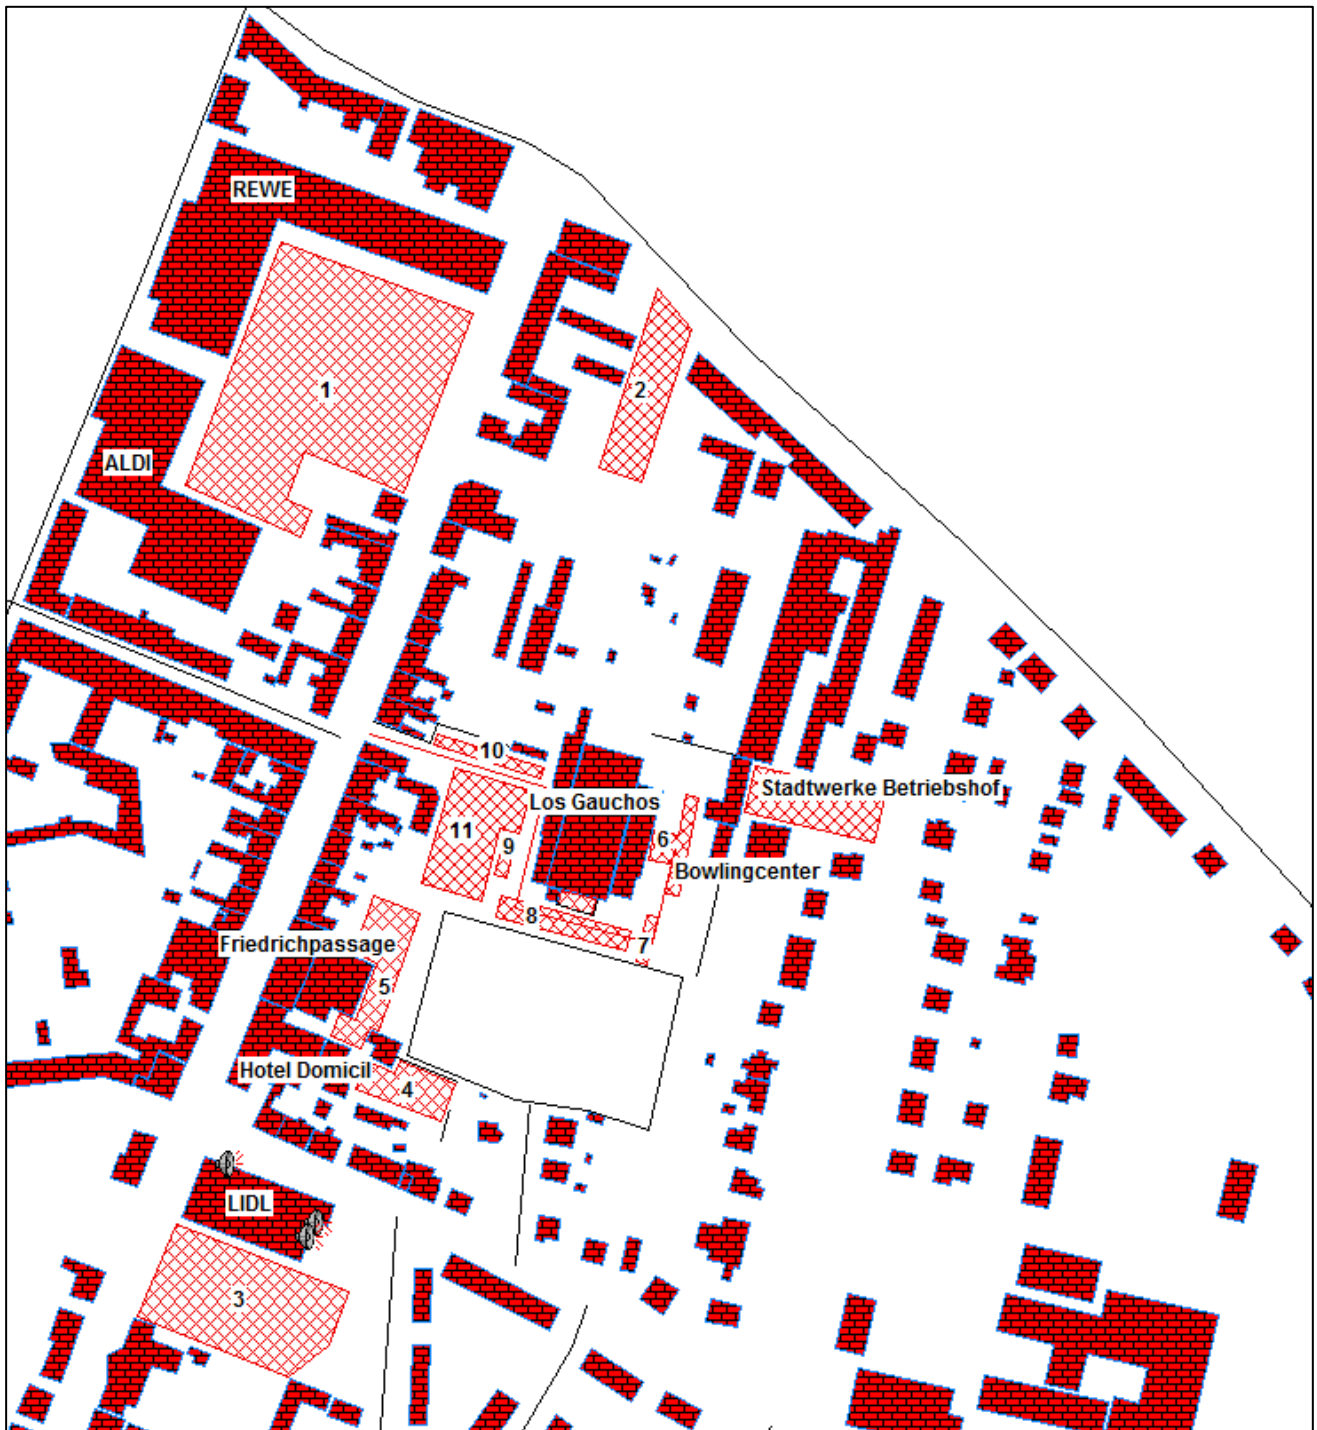 REWE
1
2
ALDI
10
Stadtwerke Betriebshof
Los Gauchos
11
6
9
Bowlingcenter
8
Friedrichpassage
7
5
Hotel Domicil
4
LIDL
3